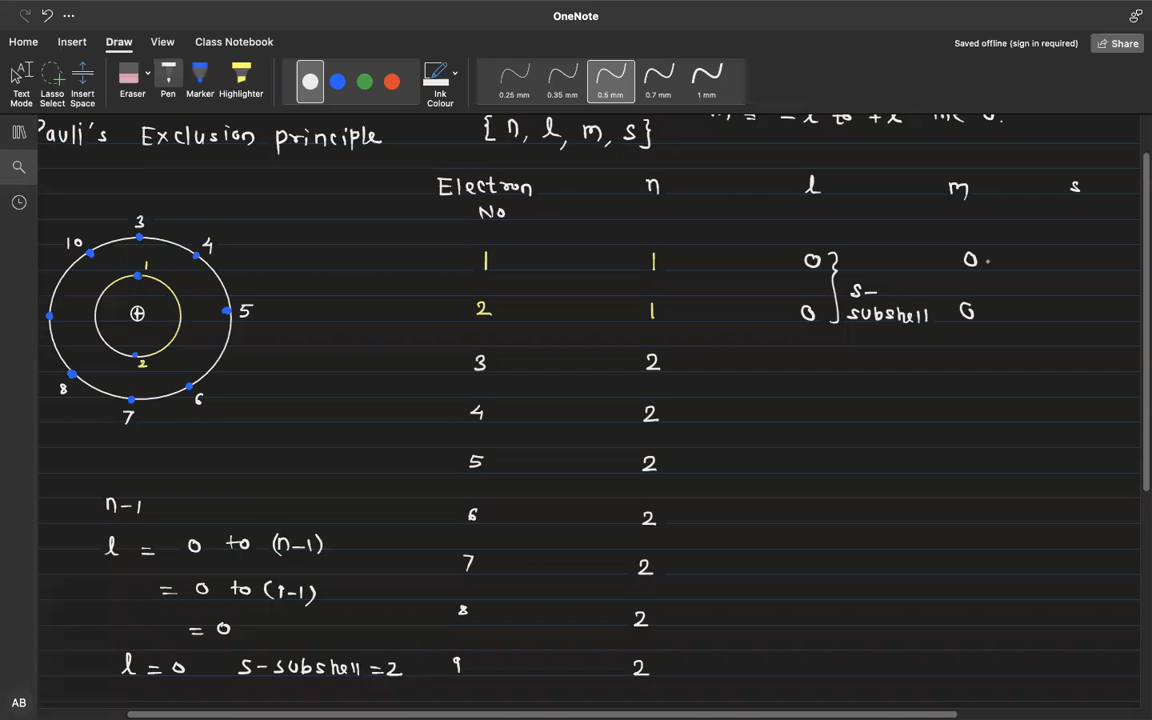 OneNote
Home Insert Draw View Class Notebook
Saved offline (sign in required) Share
Text Mode
Lasso Select
Insert Space
Eraser
Pen
Marker
Highlighter
Ink Colour
0.25 mm
0.35 mm
0.5 mm
0.7 mm
1 mm
Pauli's Exclusion principle [n, l, m, s]
= -l to +l inc 0.
Electron No n l m s
1 1 0 0
2 1 0 0
s- subshell
3 2
4 2
5 2
6 2
7 2
8 2
9 2
3
10
4
1
+
5
2
8
6
7
n-1
l = 0 to (n-1)
= 0 to (1-1)
= 0
l = 0 s-subshell = 2
AB